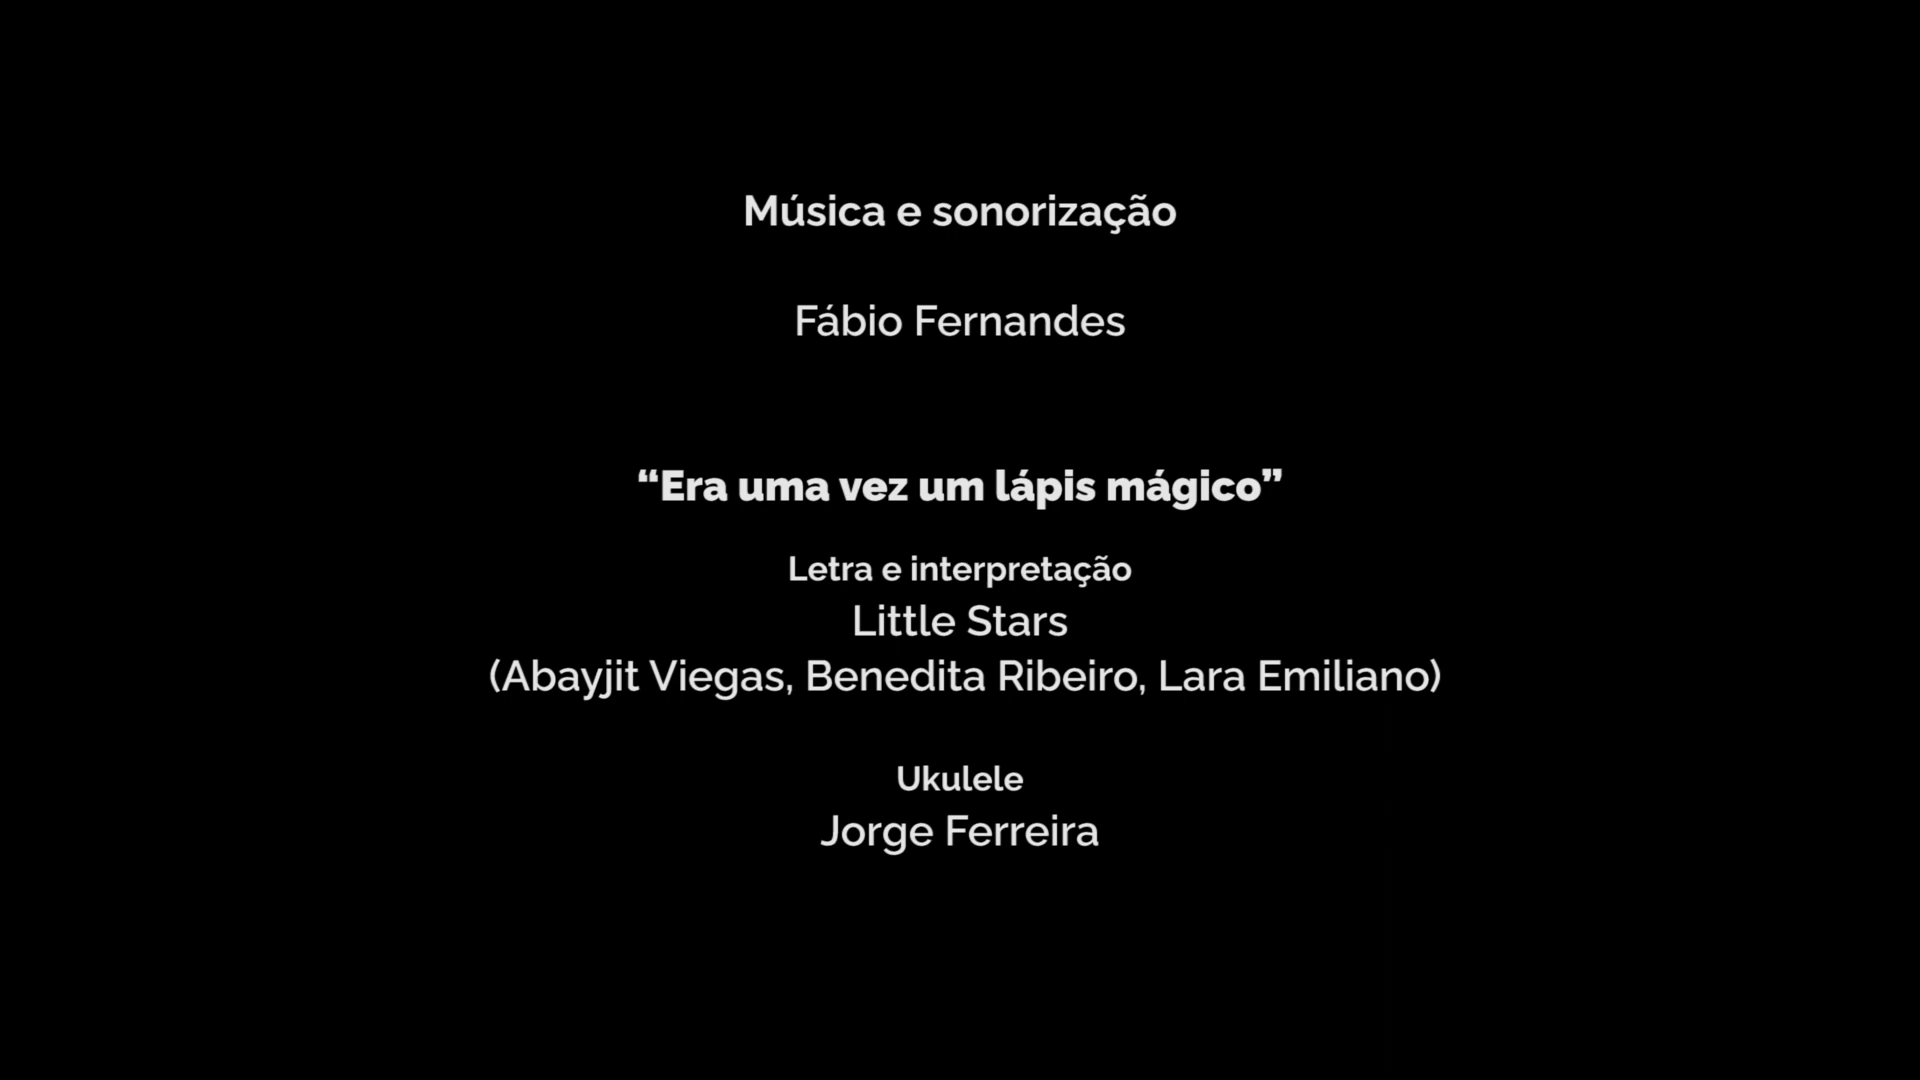 Música e sonorização
Fábio Fernandes
“Era uma vez um lápis mágico”
Letra e interpretação
Little Stars
(Abayjit Viegas, Benedita Ribeiro, Lara Emiliano)
Ukulele
Jorge Ferreira